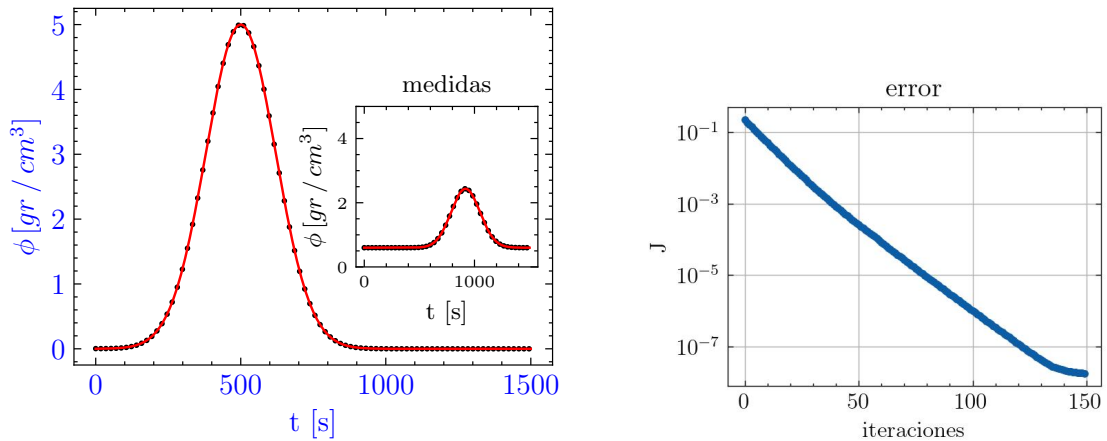 5
4
3
2
1
0
ϕ [gr / cm³]
0
500
1000
1500
t [s]
medidas
4
2
0
ϕ [gr / cm³]
0
1000
t [s]
error
10⁻¹
10⁻³
10⁻⁵
10⁻⁷
J
0
50
100
150
iteraciones